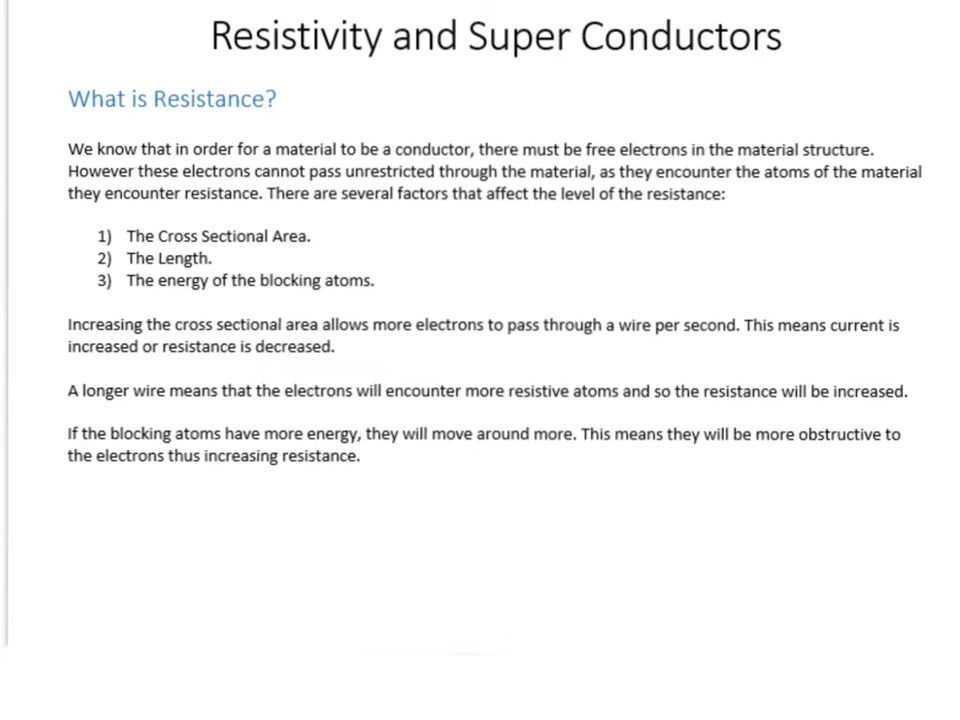 Resistivity and Super Conductors
What is Resistance?
We know that in order for a material to be a conductor, there must be free electrons in the material structure.
However these electrons cannot pass unrestricted through the material, as they encounter the atoms of the material
they encounter resistance. There are several factors that affect the level of the resistance:
1) The Cross Sectional Area.
2) The Length.
3) The energy of the blocking atoms.
Increasing the cross sectional area allows more electrons to pass through a wire per second. This means current is
increased or resistance is decreased.
A longer wire means that the electrons will encounter more resistive atoms and so the resistance will be increased.
If the blocking atoms have more energy, they will move around more. This means they will be more obstructive to
the electrons thus increasing resistance.